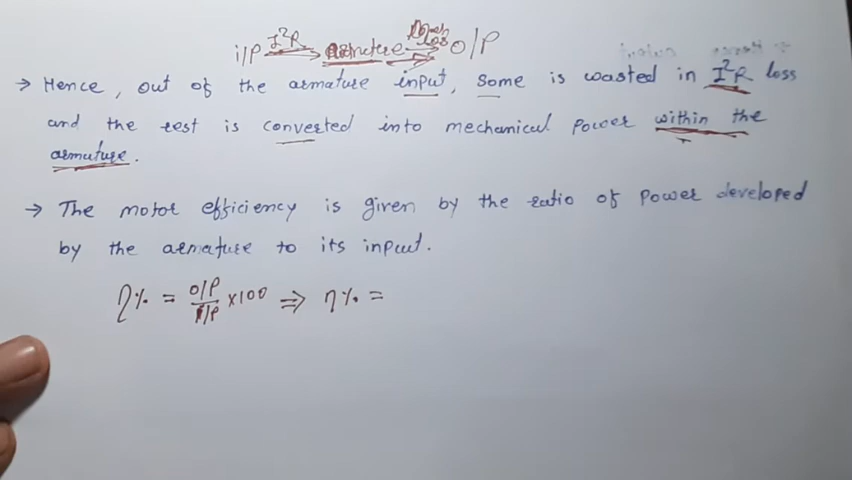 i/P I²R armature Mech loss O/P
→ Hence, out of the armature input, some is wasted in I²R loss
and the rest is converted into mechanical power within the
armature.
→ The motor efficiency is given by the ratio of power developed
by the armature to its input.
η% = O/P / I/P ×100 ⇒ η% =